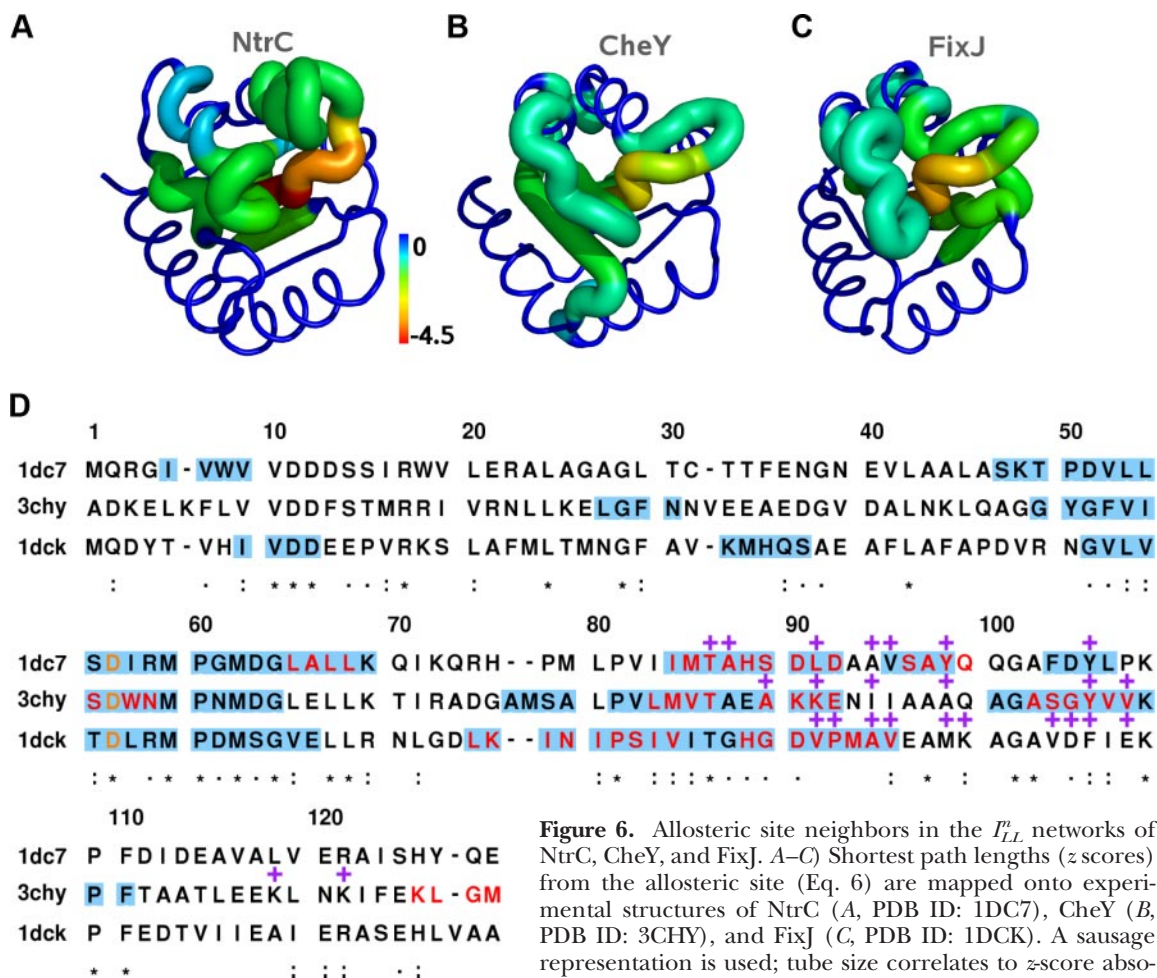 A
NtrC
B
CheY
C
FixJ
0
-4.5
D
1 10 20 30 40 50
1dc7 MQRGI-VWV VDDDSSIRWV LERALAGAGL TC-TTFENGN EVLAALASKT PDVLL
3chy ADKELKFLV VDDFSTMRRI VRNLLKELGF NNVEEAEDGV DALNKLQAGG YGFVI
1dck MQDYT-VHI VDDEEPVRKS LAFMLTMNGF AV-KMHQSAE AFLAFAPDVR NGVLV
: . : * * * . . : * : * * : : . * . . : :
60 70 80 90 100
+ + + + + + +
1dc7 SDIRM PGMDGLALLK QIKQRH--PM LPVIIMTAHS DLDAAVSAYQ QGAFDYLPK
+ + + + + +
3chy SDWNM PNMDGLELLK TIRADGAMSA LPVLMVTAEA KKENIIAAAQ AGASGYVVK
+ + + + + + + + + +
1dck TDLRM PDMSGVELLR NLGDLK--IN IPSIVITGHG DVPMAVEAMK AGAVDFIEK
: * . * * . * . * . * * : : : * . : : . . : . * . * * . : *
110 120
1dc7 PFDIDEAVALV ERAISHY-QE
+ +
3chy PFTAATLEEKL NKIFEKL-GM
1dck PFEDTVIIEAI ERASEHLVAA
* * : : : . :
Figure 6. Allosteric site neighbors in the I^n_LL networks of
NtrC, CheY, and FixJ. A–C) Shortest path lengths (z scores)
from the allosteric site (Eq. 6) are mapped onto experi-
mental structures of NtrC (A, PDB ID: 1DC7), CheY (B,
PDB ID: 3CHY), and FixJ (C, PDB ID: 1DCK). A sausage
representation is used; tube size correlates to z-score abso-